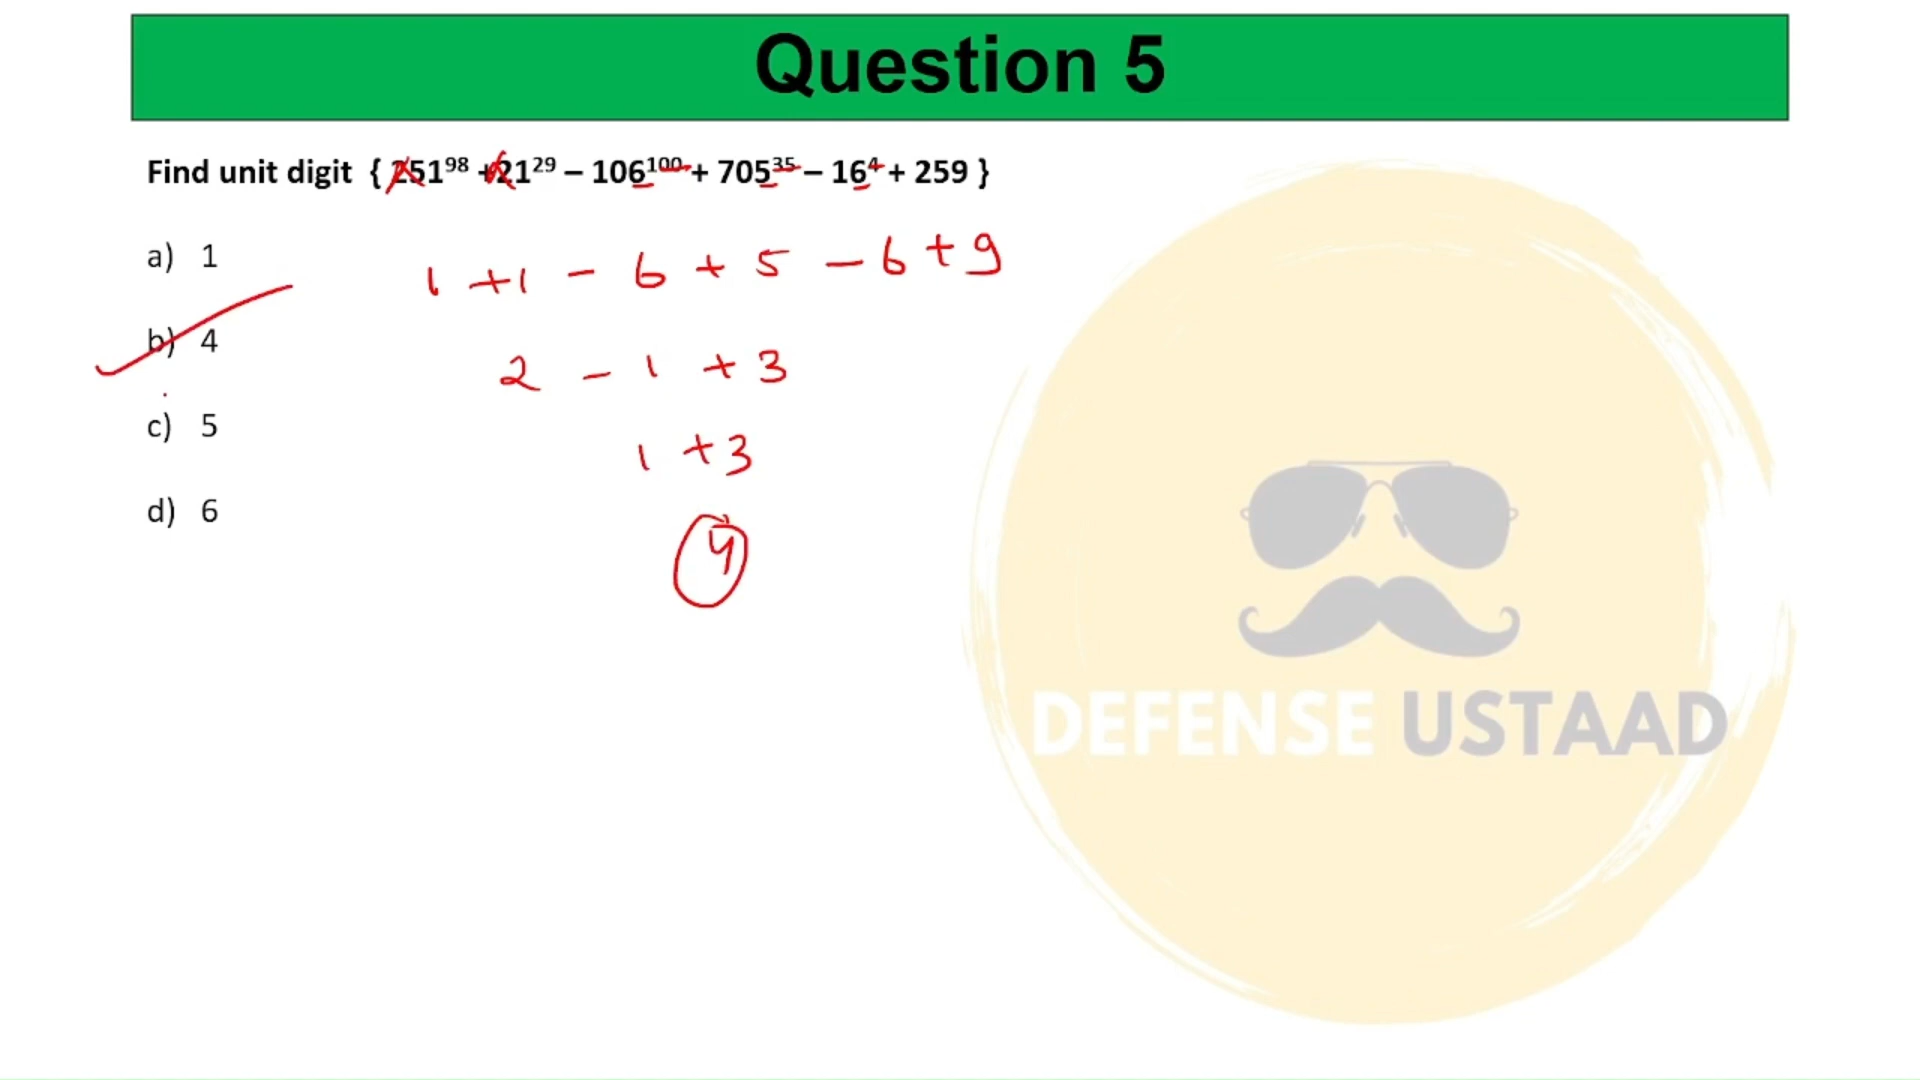 Question 5
Find unit digit { 251⁹⁸ +21²⁹ – 106¹⁰⁰ + 705³⁵ – 16⁴ + 259 }
a) 1
1 +1 – 6 + 5 – 6 + 9
b) 4
2 – 1 + 3
c) 5
1 + 3
d) 6
4
DEFENSE USTAAD